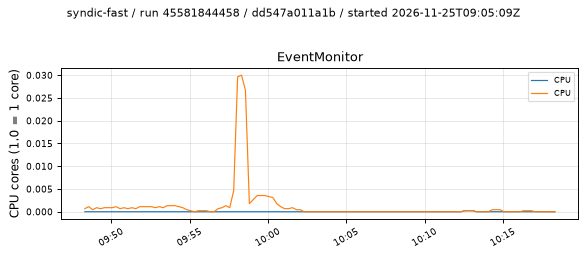 syndic-fast / run 45581844458 / dd547a011a1b / started 2026-11-25T09:05:09Z
EventMonitor
CPU cores (1.0 = 1 core)
0.030
0.025
0.020
0.015
0.010
0.005
0.000
CPU
CPU
09:50
09:55
10:00
10:05
10:10
10:15